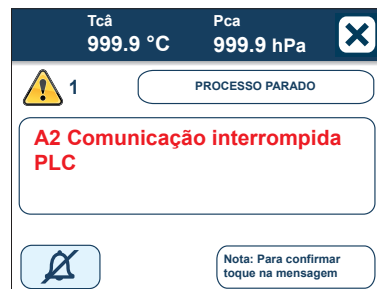 Tcâ Pca
999.9 °C 999.9 hPa
1 PROCESSO PARADO
A2 Comunicação interrompida
PLC
Nota: Para confirmar
toque na mensagem